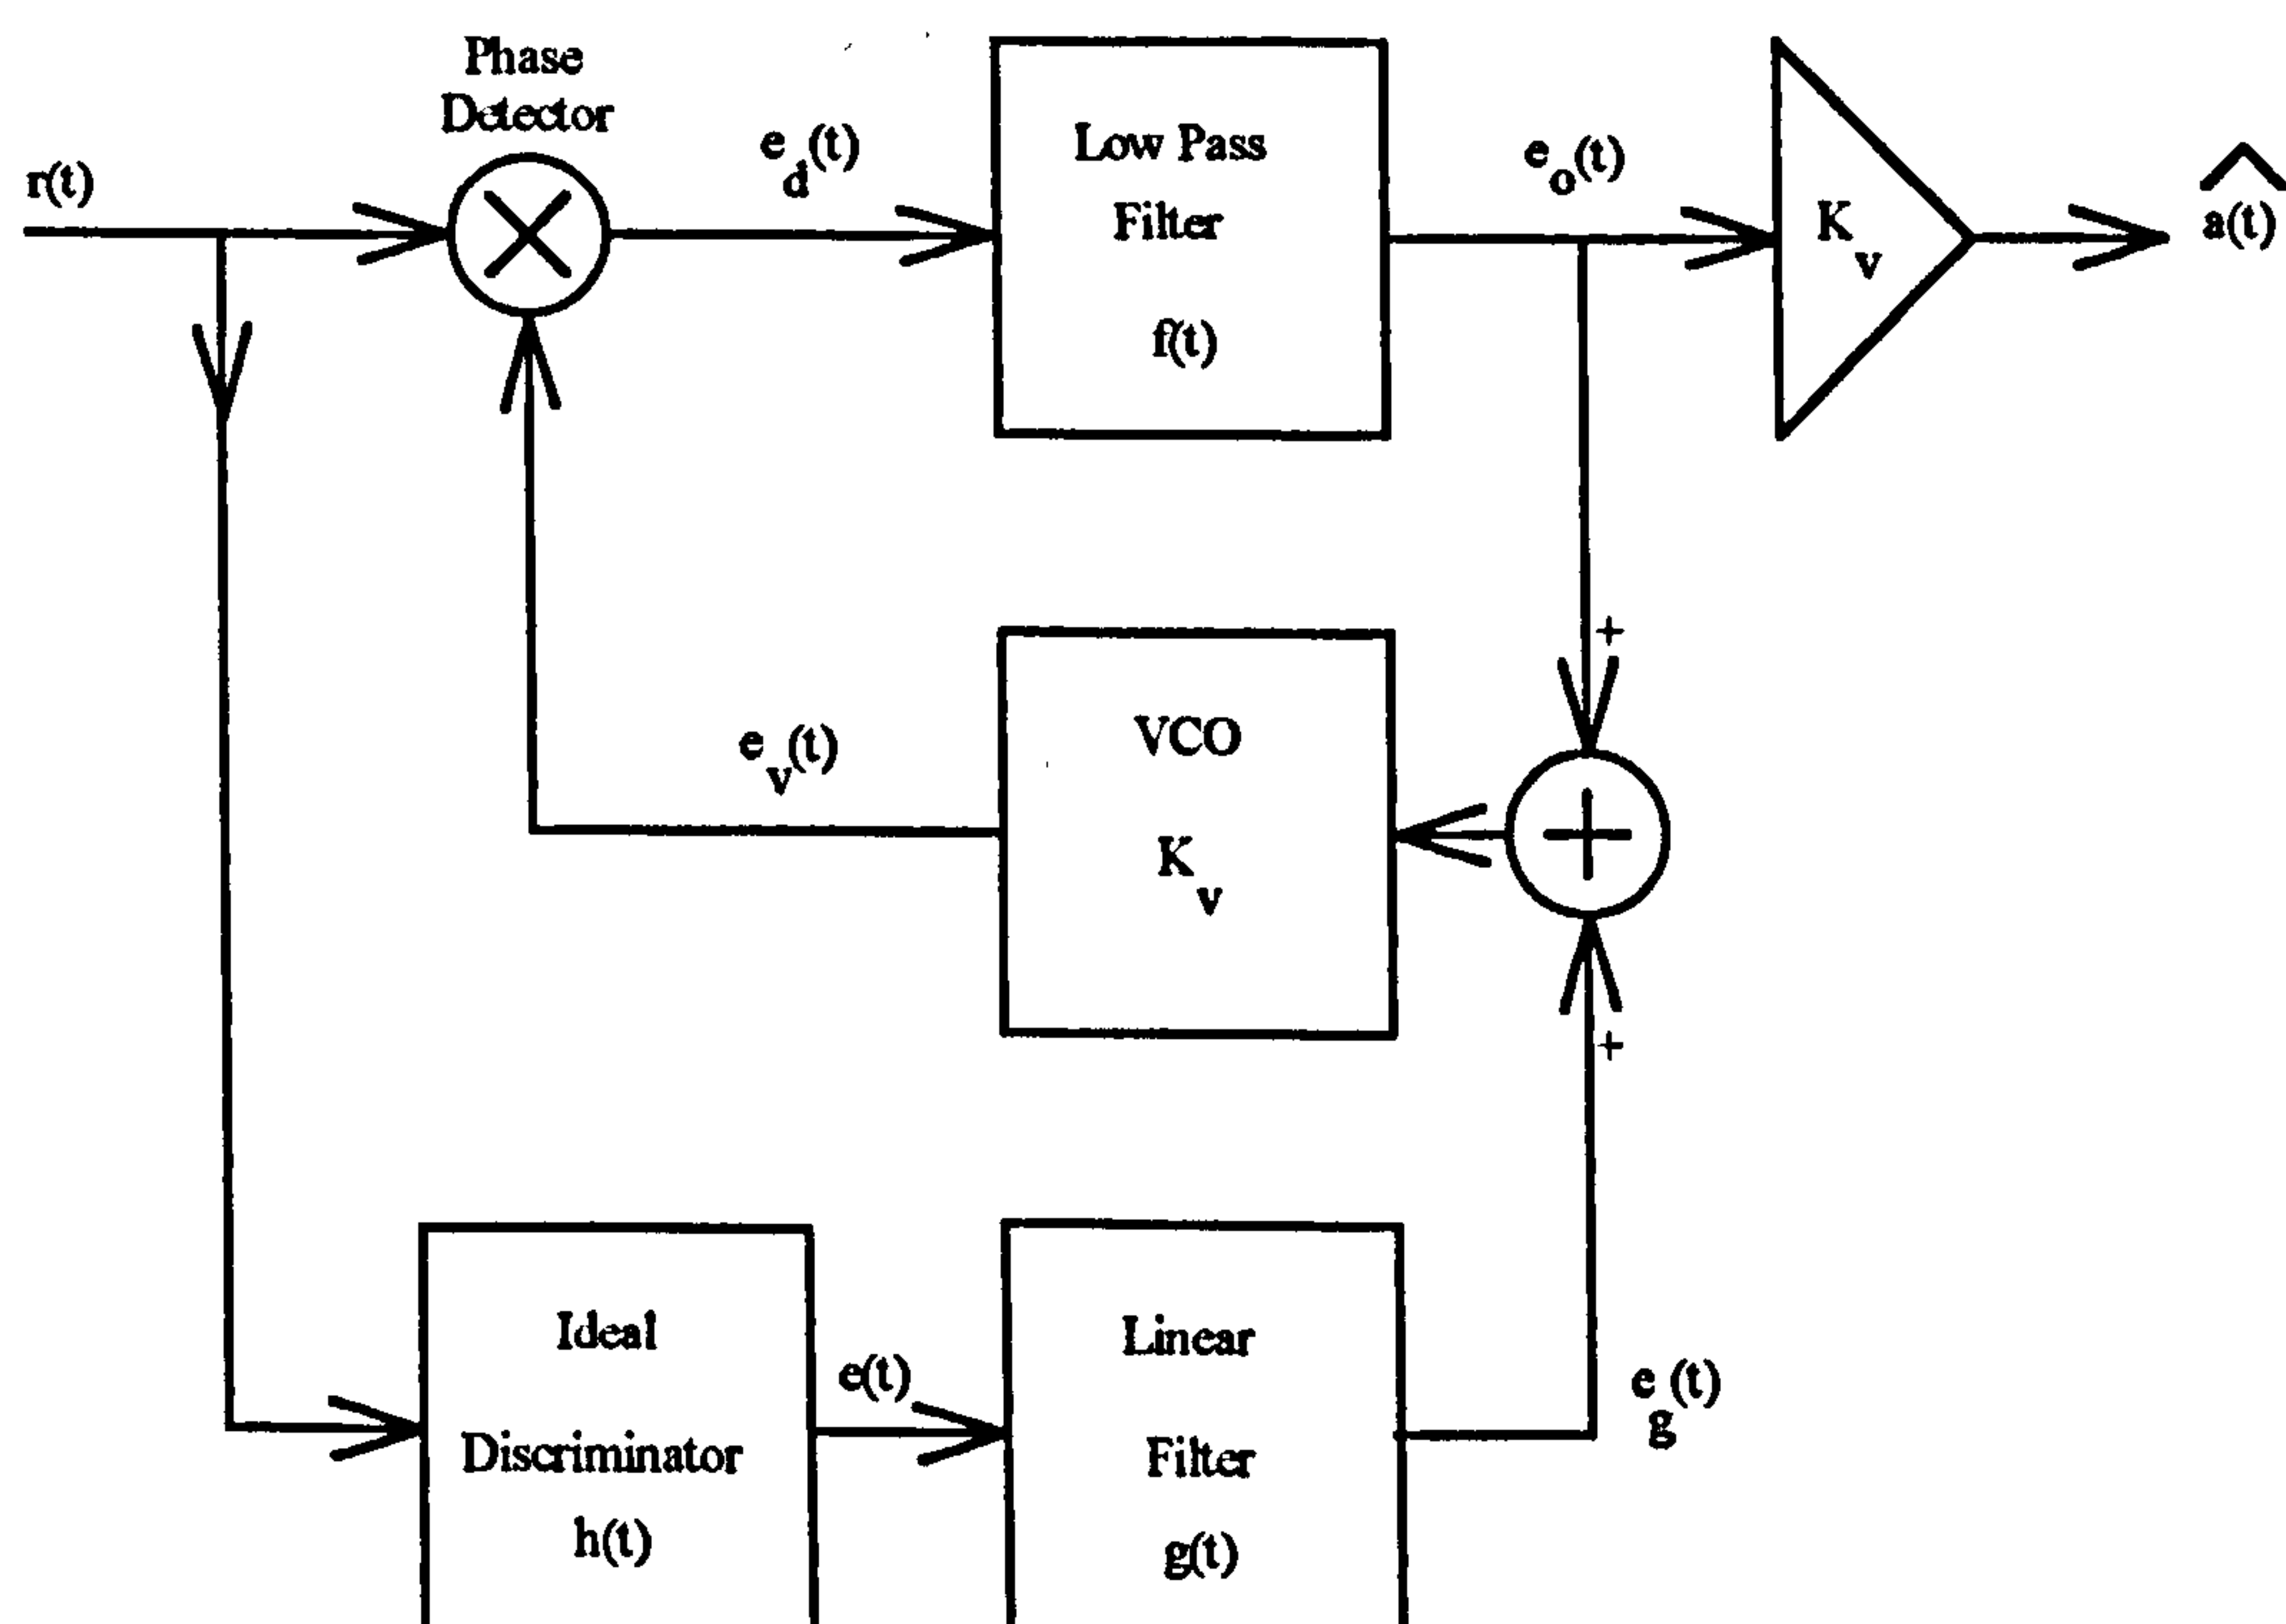 Phase
Detector
r(t)
e_d(t)
Low Pass
Filter
f(t)
e_o(t)
K_v
^
a(t)
+
VCO
K_v
e_v(t)
+
Ideal
Discriminator
h(t)
e(t)
Linear
Filter
g(t)
e_g(t)